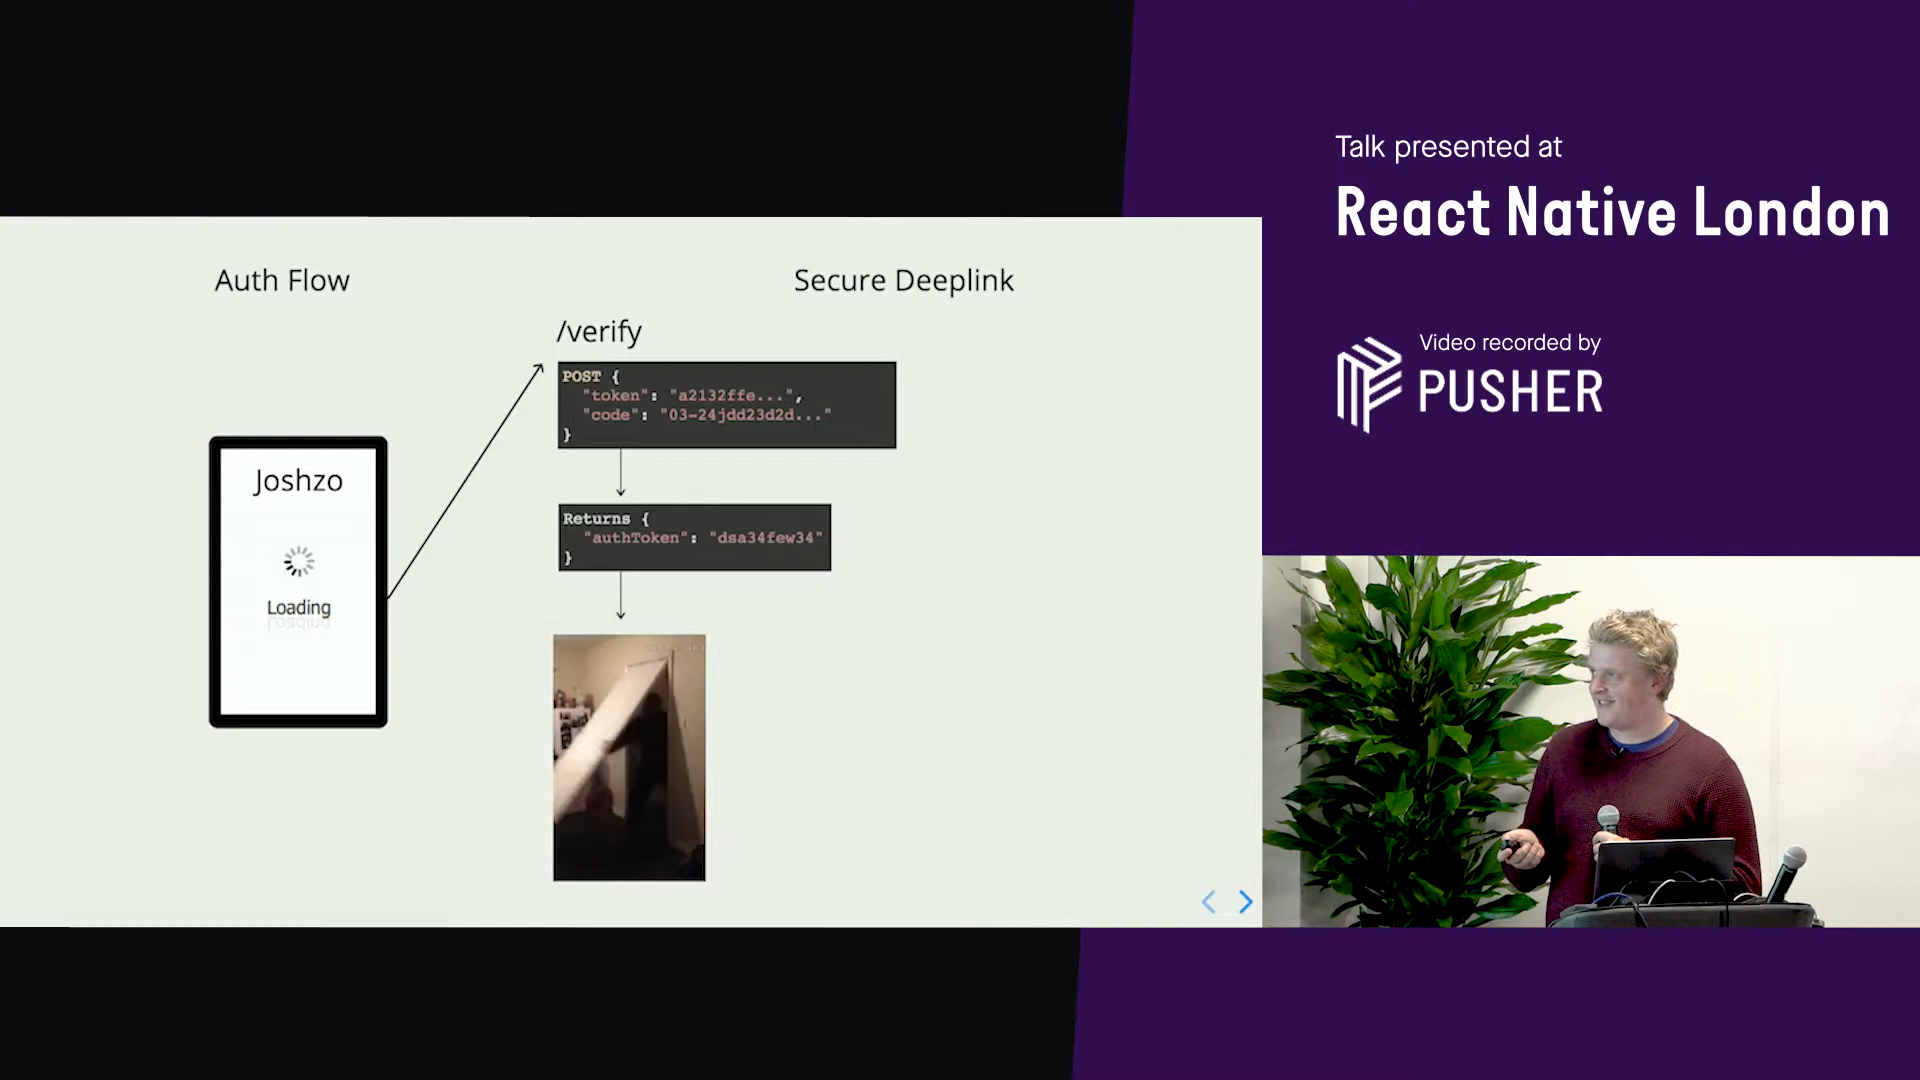 Auth Flow
Secure Deeplink
/verify
POST {
"token": "a2132ffe...",
"code": "03-24jdd23d2d..."
}
Returns {
"authToken": "dsa34few34"
}
Joshzo
Loading
Talk presented at
React Native London
Video recorded by
PUSHER